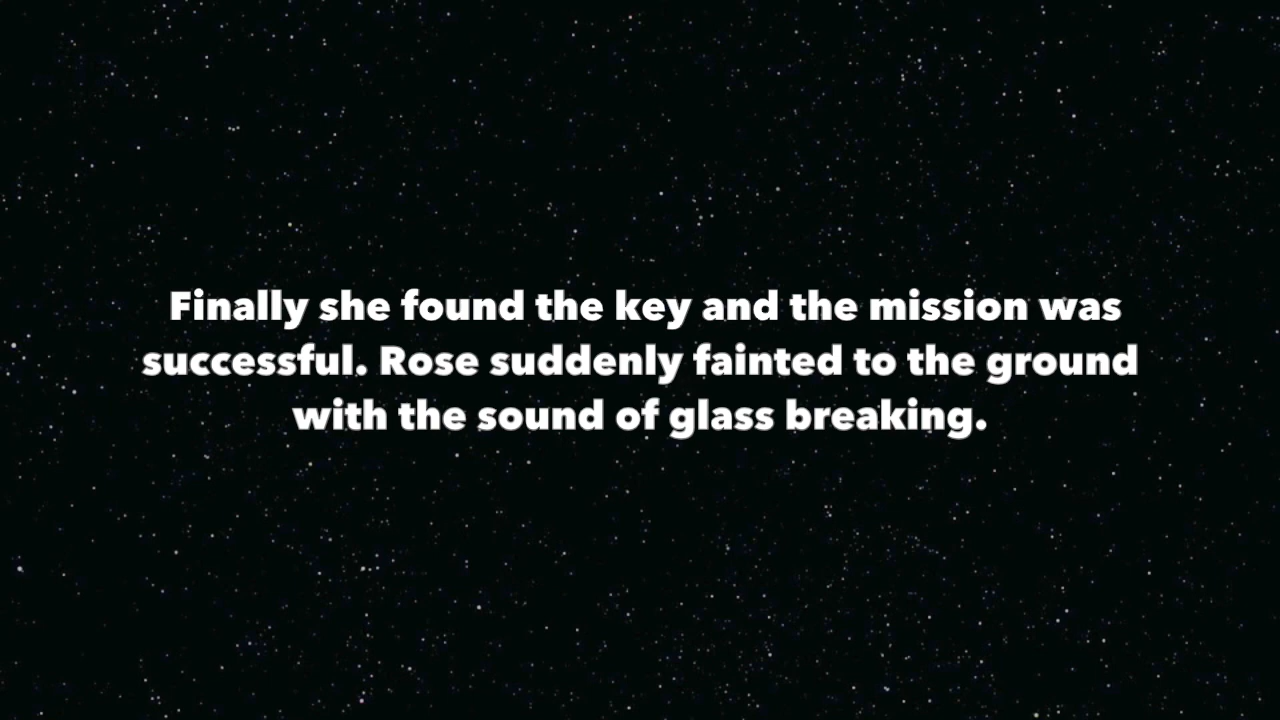 Finally she found the key and the mission was
successful. Rose suddenly fainted to the ground
with the sound of glass breaking.